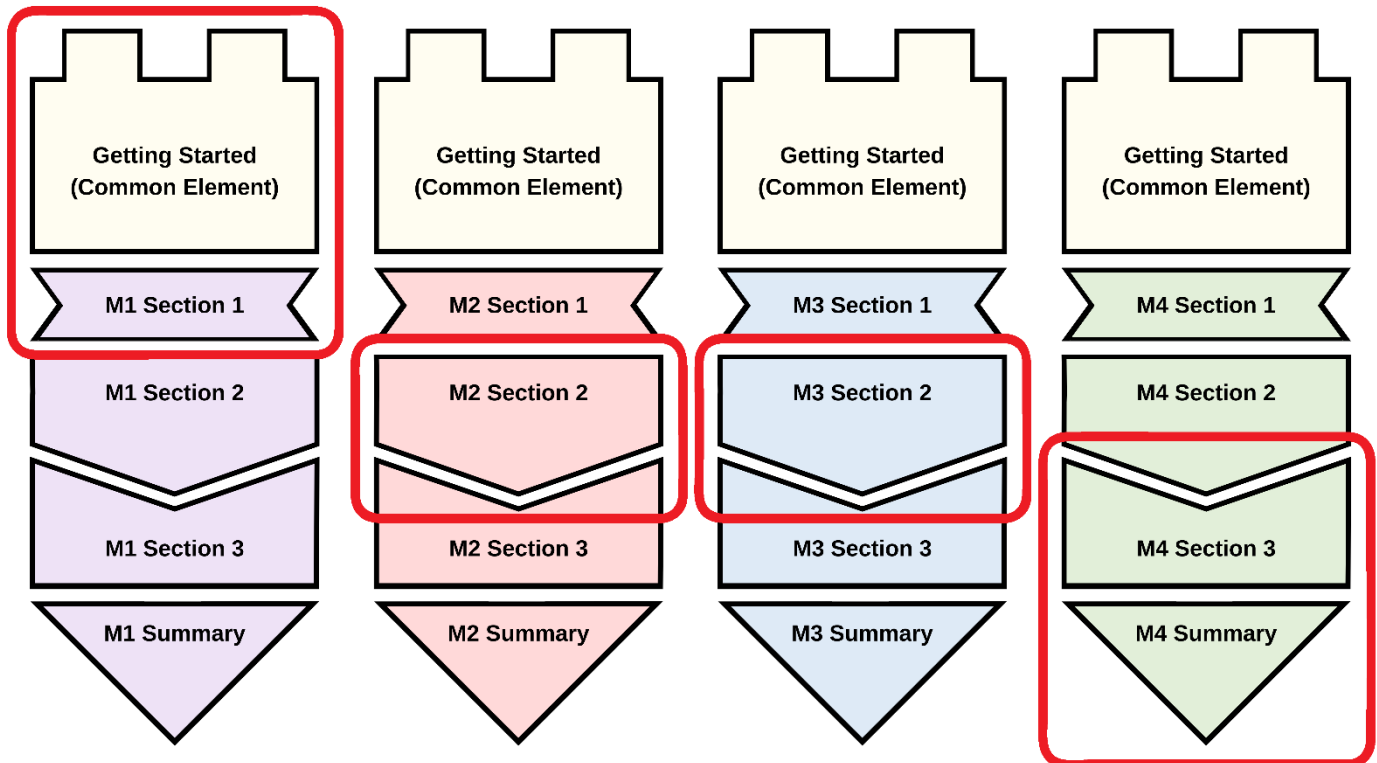 Getting Started
(Common Element)
M1 Section 1
M1 Section 2
M1 Section 3
M1 Summary
Getting Started
(Common Element)
M2 Section 1
M2 Section 2
M2 Section 3
M2 Summary
Getting Started
(Common Element)
M3 Section 1
M3 Section 2
M3 Section 3
M3 Summary
Getting Started
(Common Element)
M4 Section 1
M4 Section 2
M4 Section 3
M4 Summary